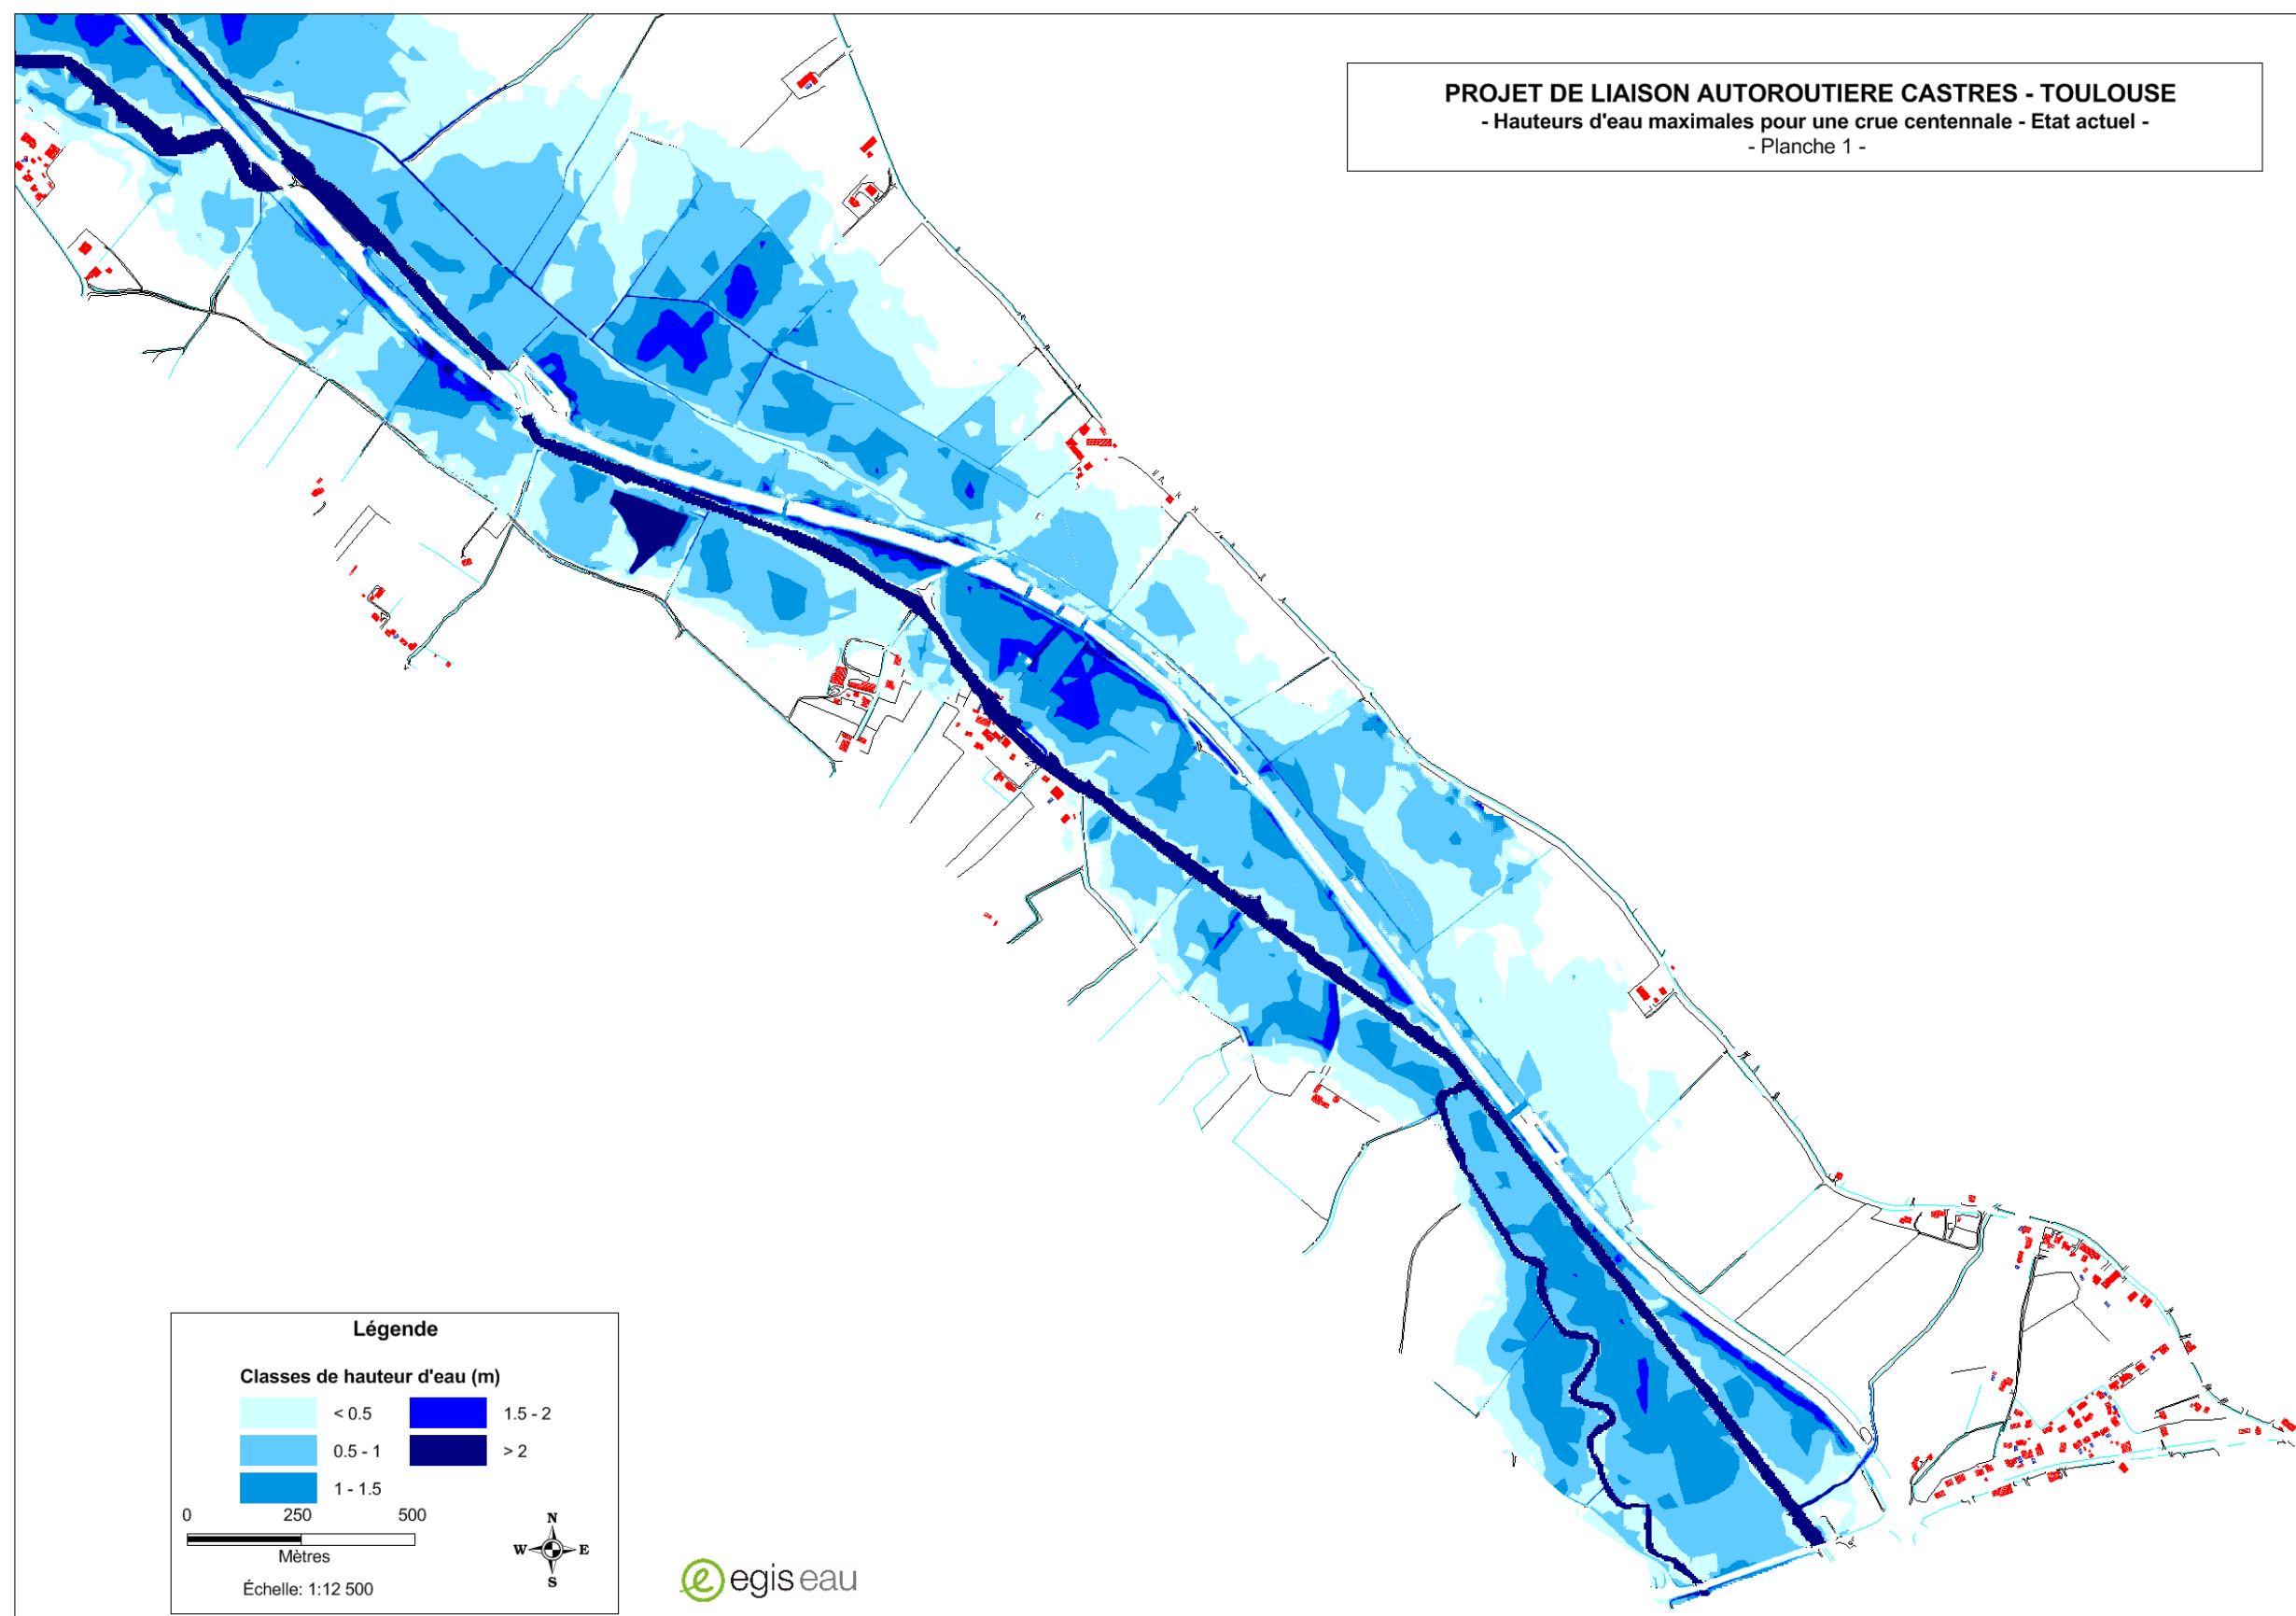 PROJET DE LIAISON AUTOROUTIERE CASTRES - TOULOUSE
- Hauteurs d'eau maximales pour une crue centennale - Etat actuel -
- Planche 1 -
Légende
Classes de hauteur d'eau (m)
< 0.5
1.5 - 2
0.5 - 1
> 2
1 - 1.5
0 250 500
Mètres
Échelle: 1:12 500
N
W E
S
egis eau